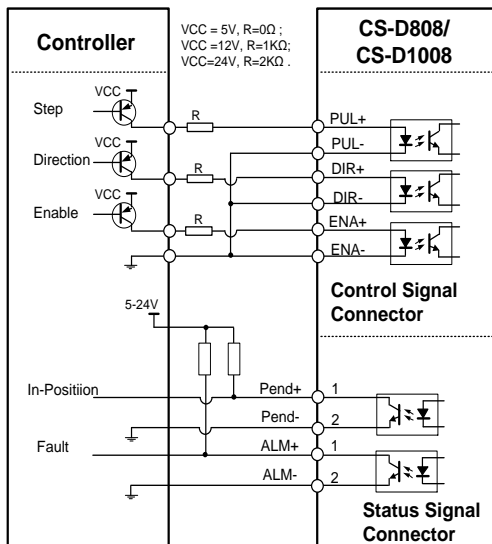 Controller
VCC = 5V, R=0Ω ;
VCC =12V, R=1KΩ;
VCC=24V, R=2KΩ .
CS-D808/
CS-D1008
VCC
Step
R
PUL+
VCC
PUL-
Direction
R
DIR+
VCC
DIR-
Enable
R
ENA+
ENA-
Control Signal
Connector
5-24V
In-Positiion
Pend+
1
Pend-
2
Fault
ALM+
1
ALM-
2
Status Signal
Connector